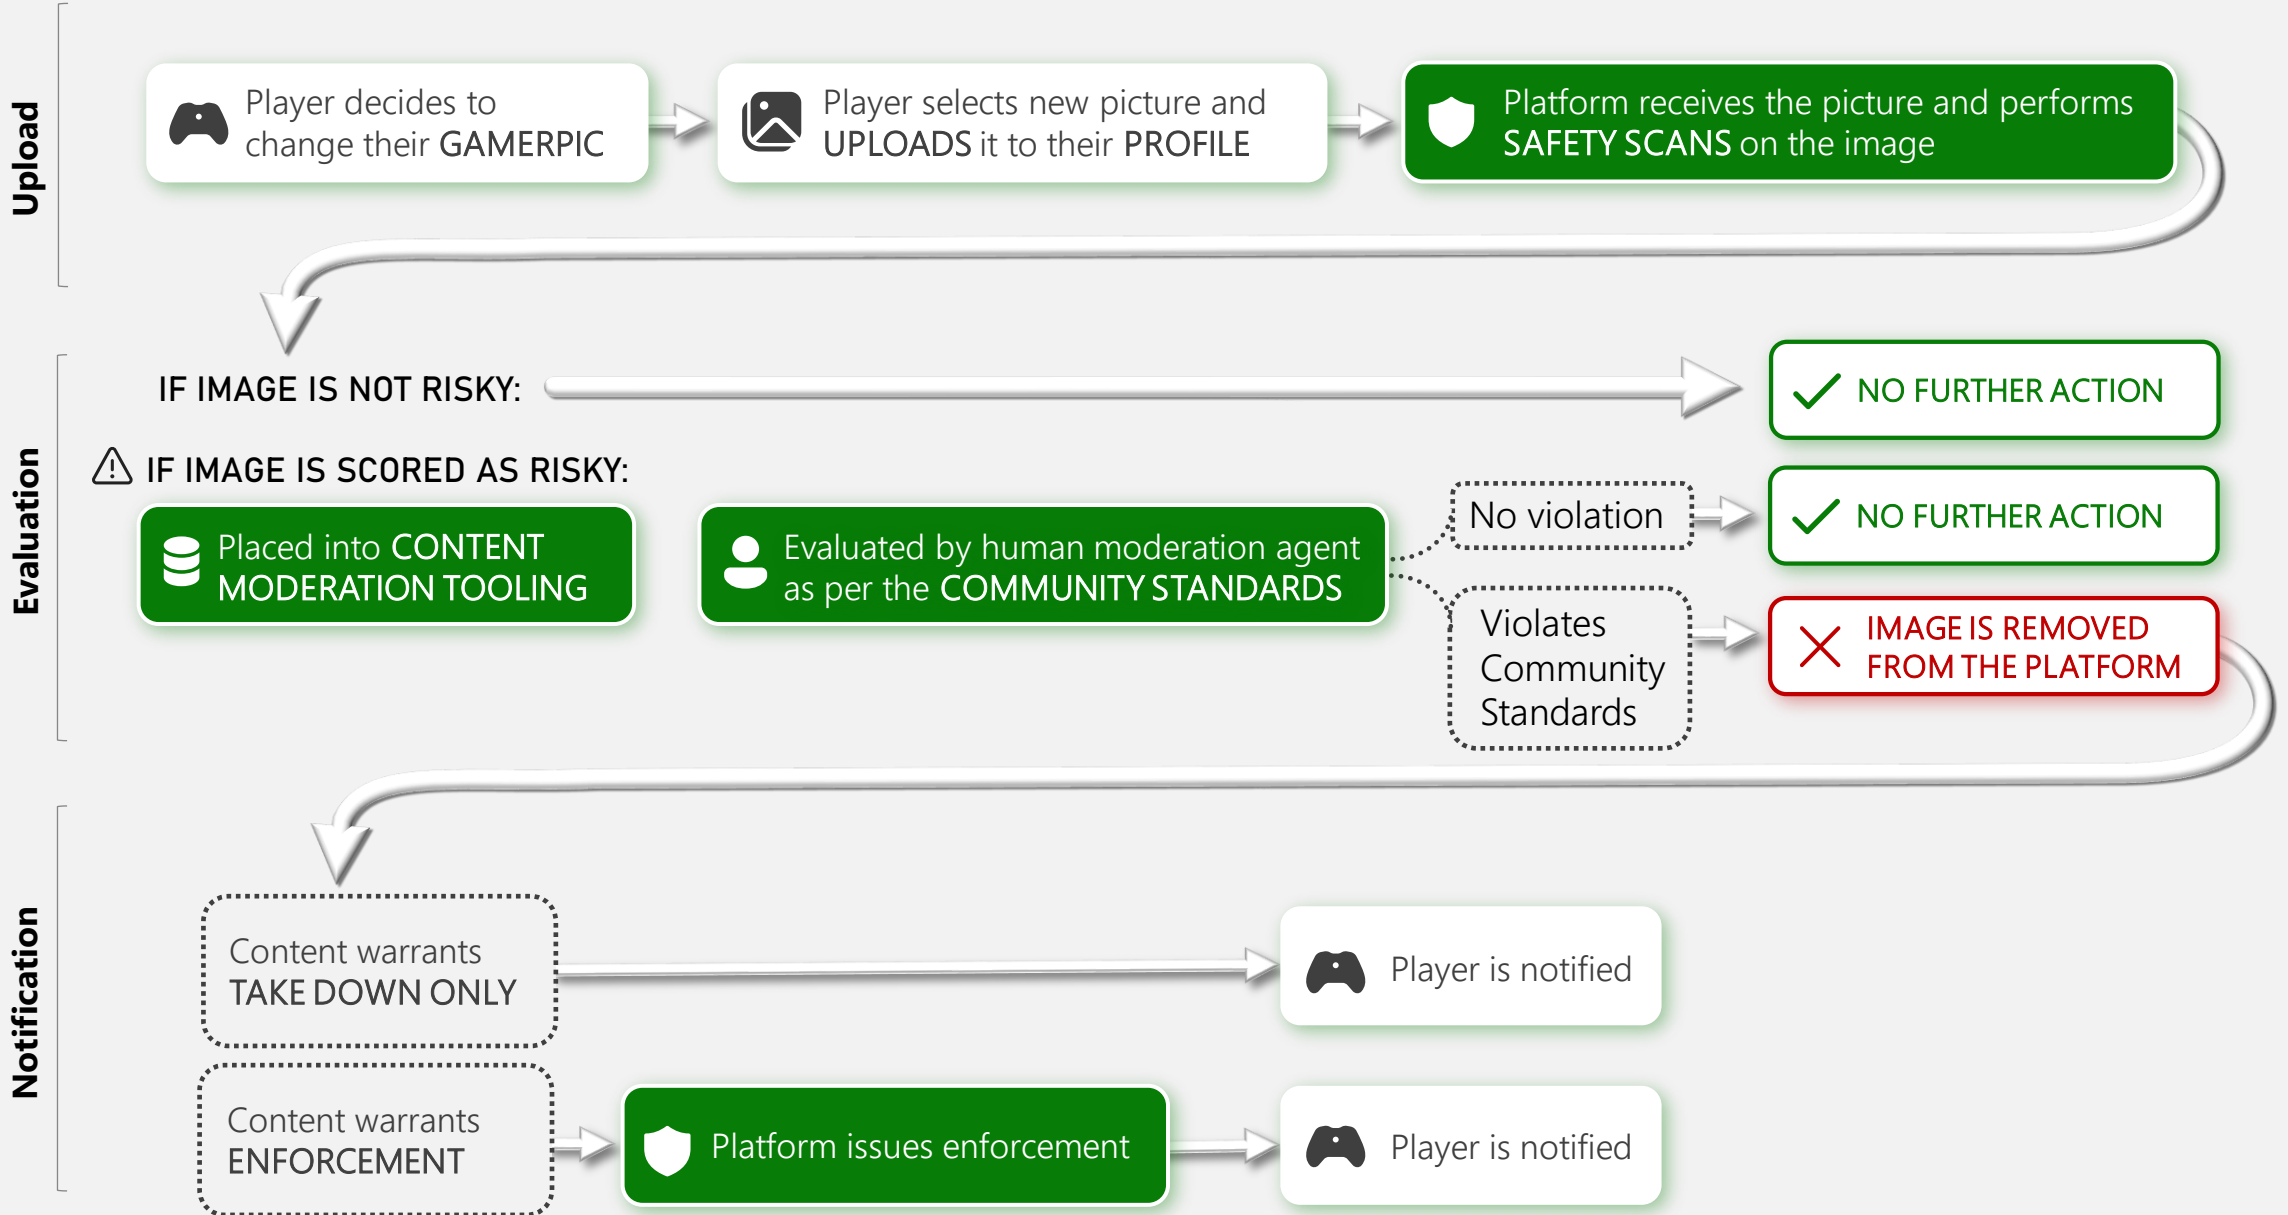 Upload
Player decides to
change their GAMERPIC
Player selects new picture and
UPLOADS it to their PROFILE
Platform receives the picture and performs
SAFETY SCANS on the image
Evaluation
IF IMAGE IS NOT RISKY:
NO FURTHER ACTION
IF IMAGE IS SCORED AS RISKY:
Placed into CONTENT
MODERATION TOOLING
Evaluated by human moderation agent
as per the COMMUNITY STANDARDS
No violation
NO FURTHER ACTION
Violates
Community
Standards
IMAGE IS REMOVED
FROM THE PLATFORM
Notification
Content warrants
TAKE DOWN ONLY
Player is notified
Content warrants
ENFORCEMENT
Platform issues enforcement
Player is notified